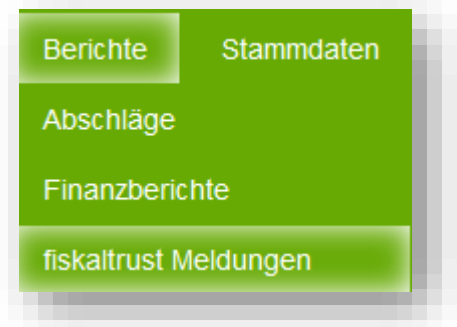 Berichte Stammdaten
Abschläge
Finanzberichte
fiskaltrust Meldungen